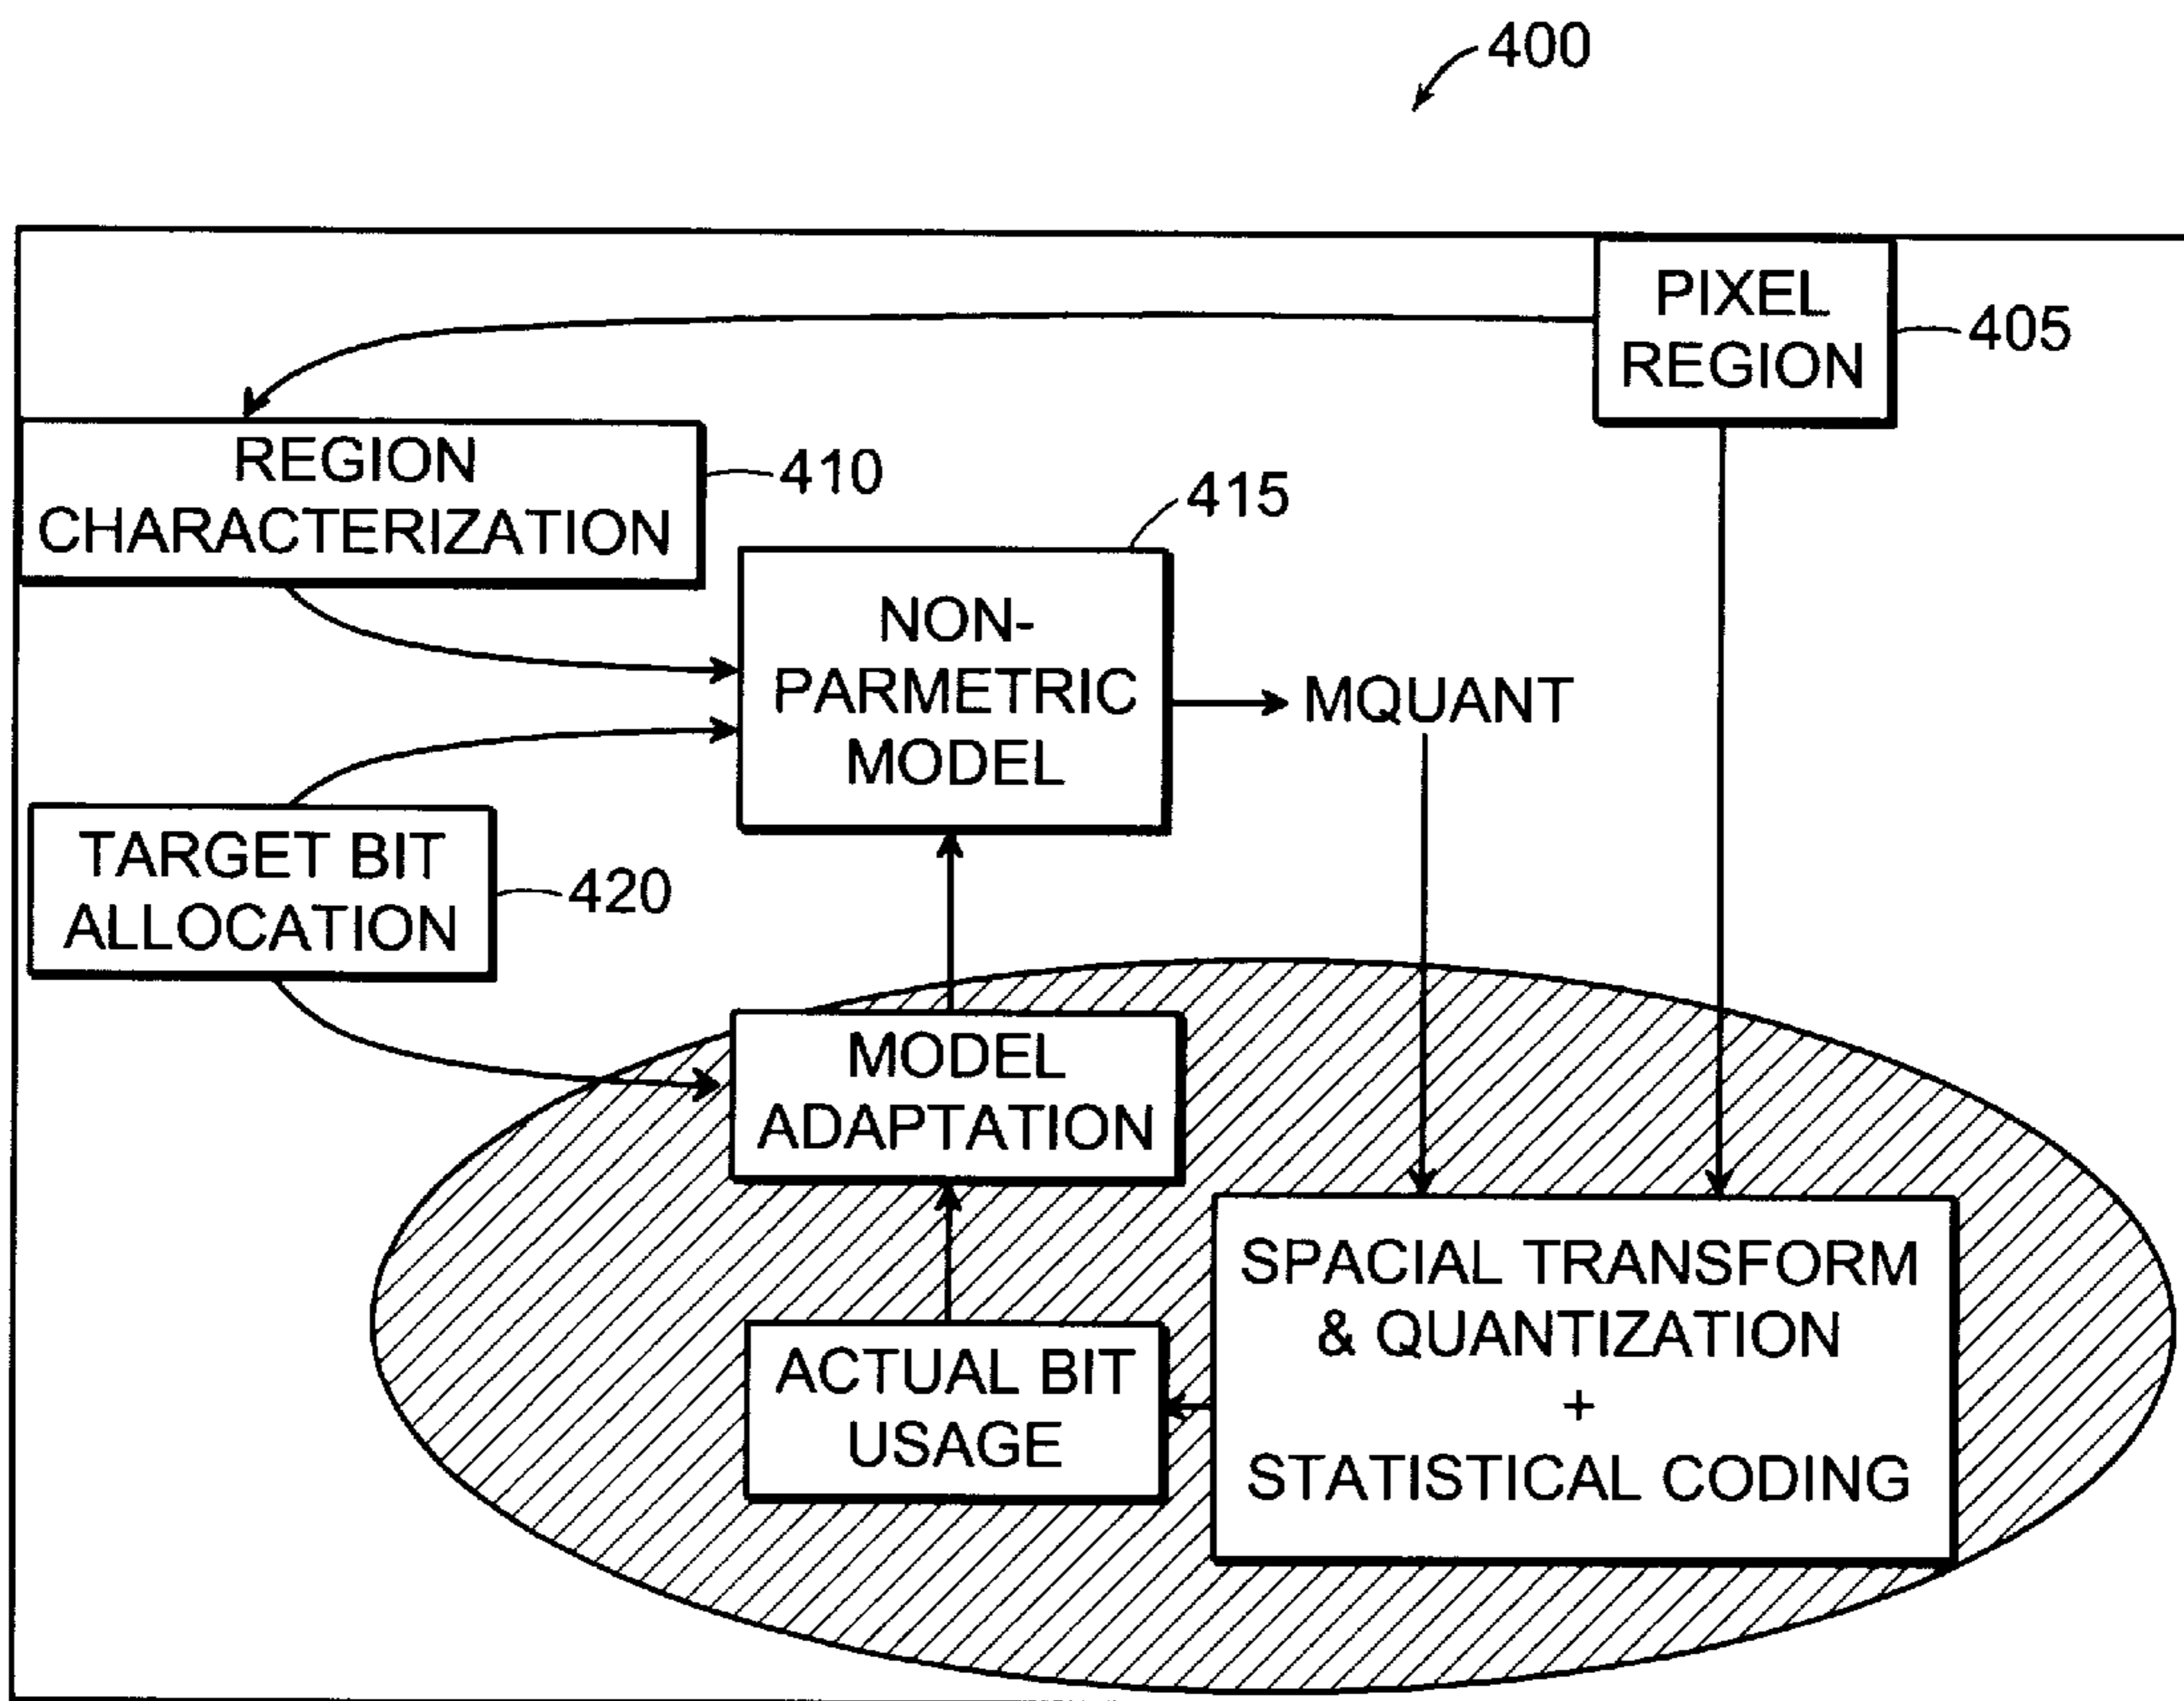 400
PIXEL
REGION
405
REGION
CHARACTERIZATION
410
415
NON-
PARMETRIC
MODEL
MQUANT
TARGET BIT
ALLOCATION
420
MODEL
ADAPTATION
SPACIAL TRANSFORM
& QUANTIZATION
+
STATISTICAL CODING
ACTUAL BIT
USAGE